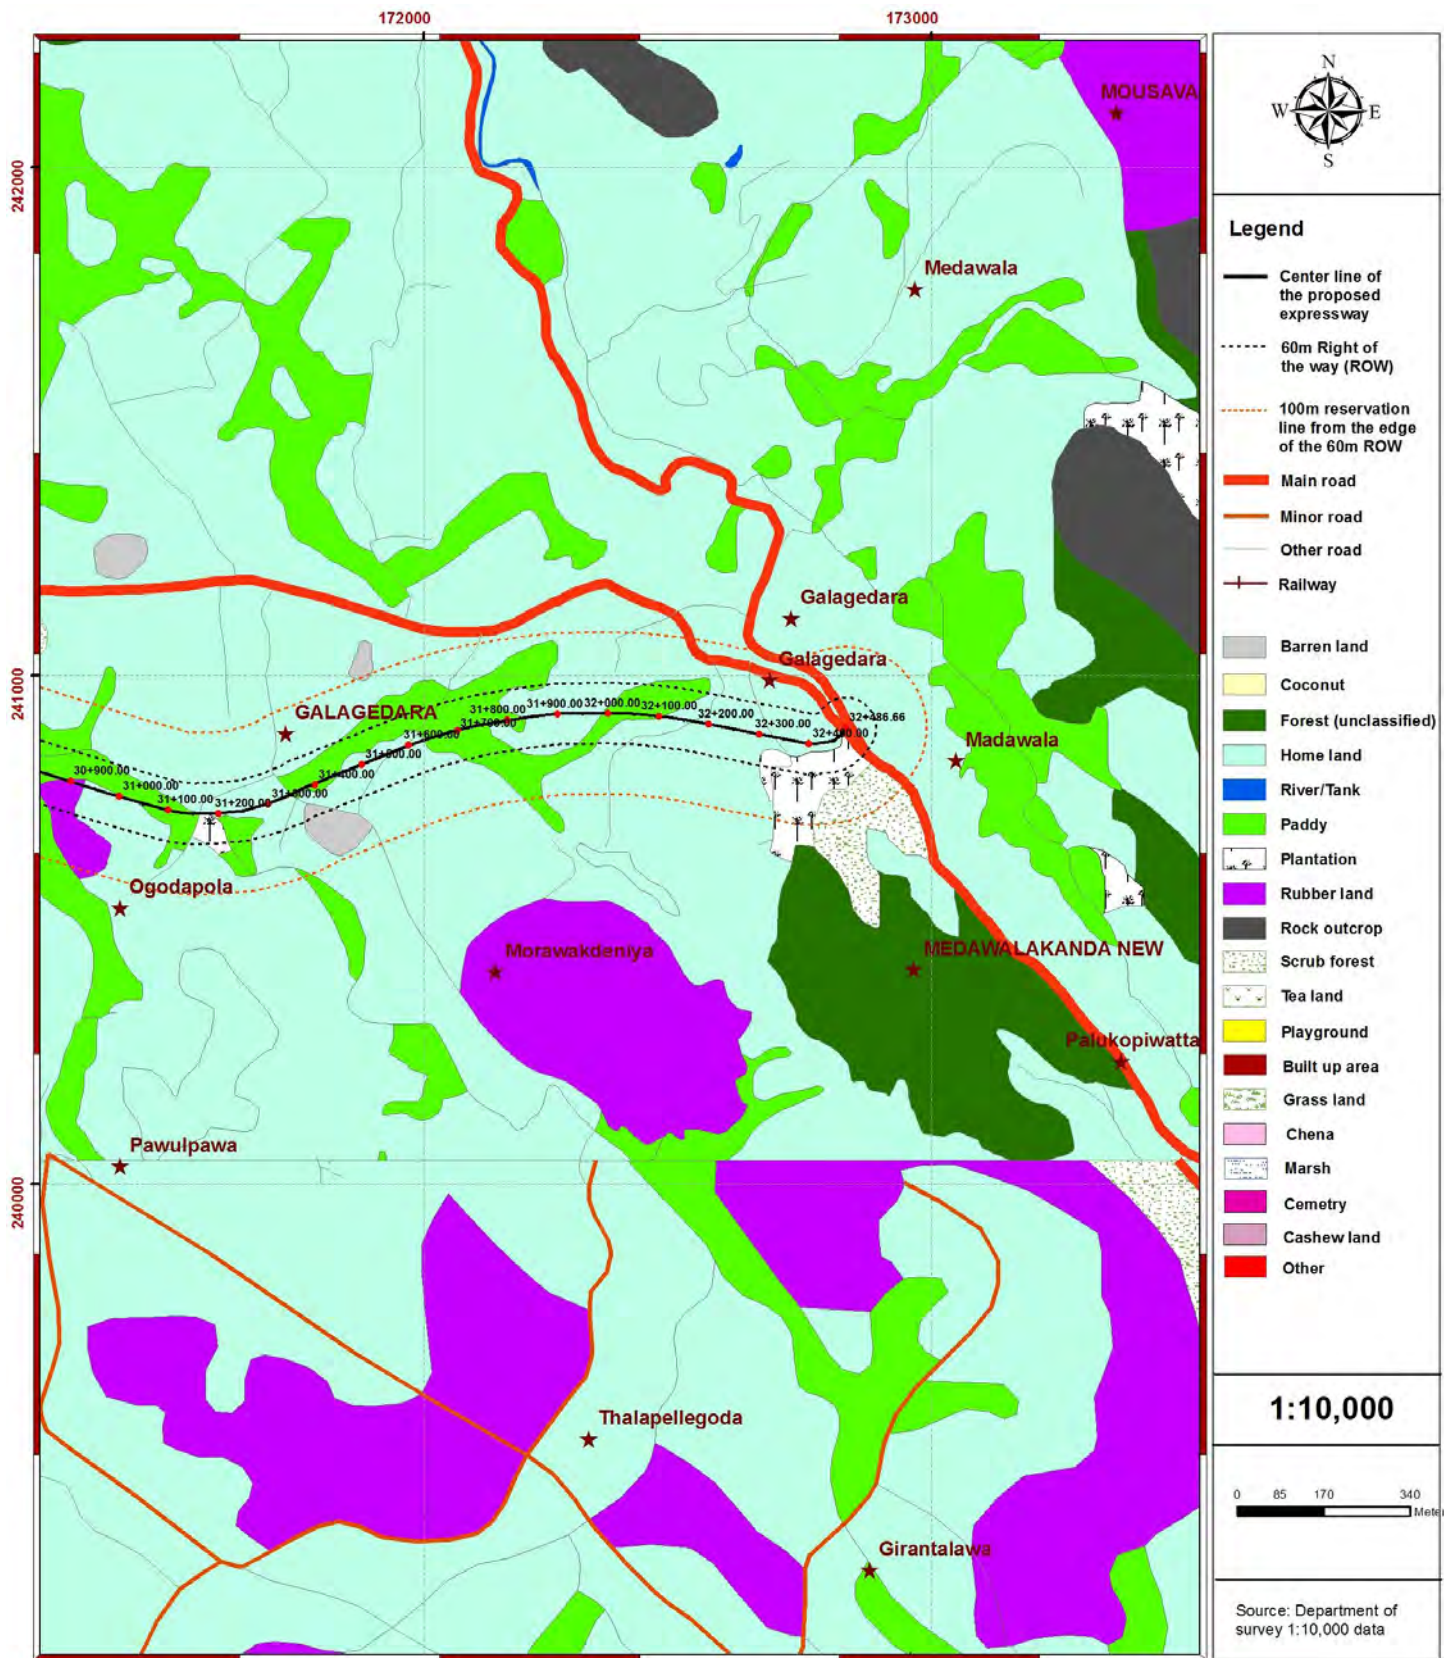 172000
173000
242000
241000
240000
MOUSAVA
Medawala
Galagedara
Galagedara
GALAGEDARA
Madawala
30+900.00
31+000.00
31+100.00
31+200.00
31+300.00
31+400.00
31+500.00
31+600.00
31+700.00
31+800.00
31+900.00
32+000.00
32+100.00
32+200.00
32+300.00
32+400.00
32+486.66
Ogodapola
Morawakdeniya
MEDAWALAKANDA NEW
Palukopiwatta
Pawulpawa
Thalapellegoda
Girantalawa
N
W
E
S
Legend
Center line of
the proposed
expressway
60m Right of
the way (ROW)
100m reservation
line from the edge
of the 60m ROW
Main road
Minor road
Other road
Railway
Barren land
Coconut
Forest (unclassified)
Home land
River/Tank
Paddy
Plantation
Rubber land
Rock outcrop
Scrub forest
Tea land
Playground
Built up area
Grass land
Chena
Marsh
Cemetry
Cashew land
Other
1:10,000
0 85 170 340
Mete
Source: Department of
survey 1:10,000 data